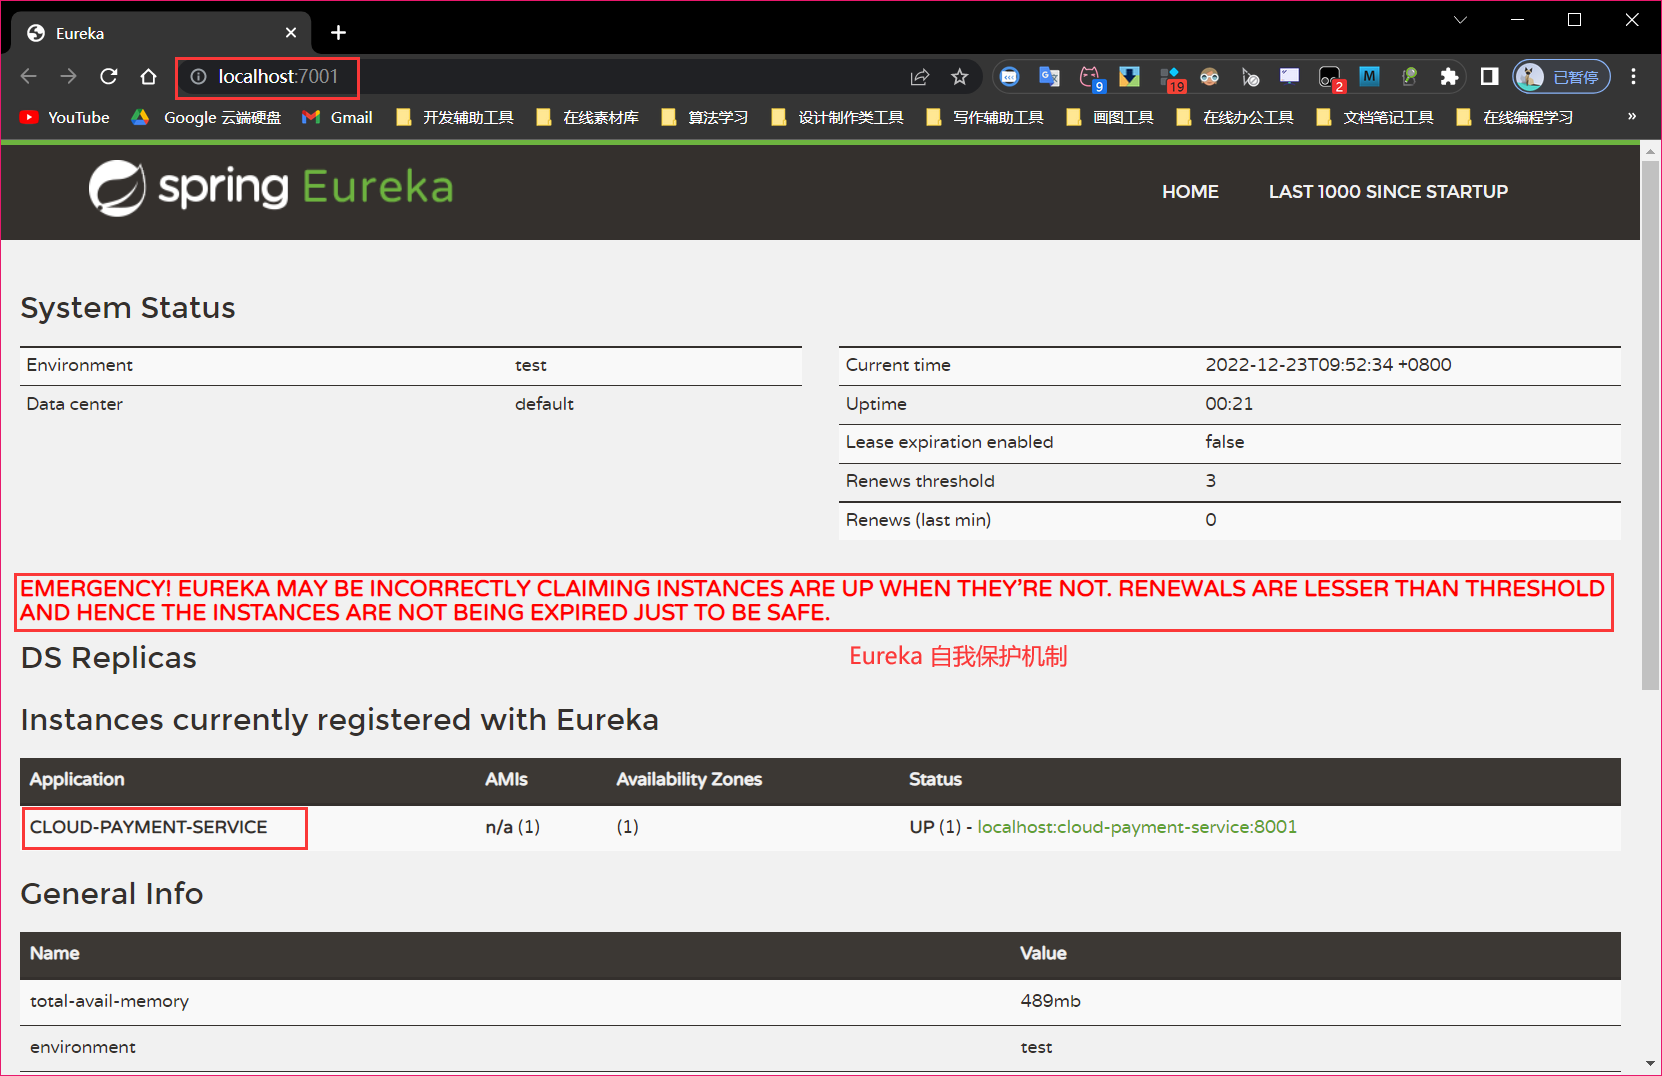 Eureka
localhost:7001
9
19
2
M
已暂停
YouTube
Google 云端硬盘
Gmail
开发辅助工具
在线素材库
算法学习
设计制作类工具
写作辅助工具
画图工具
在线办公工具
文档笔记工具
在线编程学习
»
spring Eureka
HOME
LAST 1000 SINCE STARTUP
System Status
Environment test
Data center default
Current time 2022-12-23T09:52:34 +0800
Uptime 00:21
Lease expiration enabled false
Renews threshold 3
Renews (last min) 0
EMERGENCY! EUREKA MAY BE INCORRECTLY CLAIMING INSTANCES ARE UP WHEN THEY'RE NOT. RENEWALS ARE LESSER THAN THRESHOLD
AND HENCE THE INSTANCES ARE NOT BEING EXPIRED JUST TO BE SAFE.
DS Replicas
Eureka 自我保护机制
Instances currently registered with Eureka
Application AMIs Availability Zones Status
CLOUD-PAYMENT-SERVICE n/a (1) (1) UP (1) - localhost:cloud-payment-service:8001
General Info
Name Value
total-avail-memory 489mb
environment test